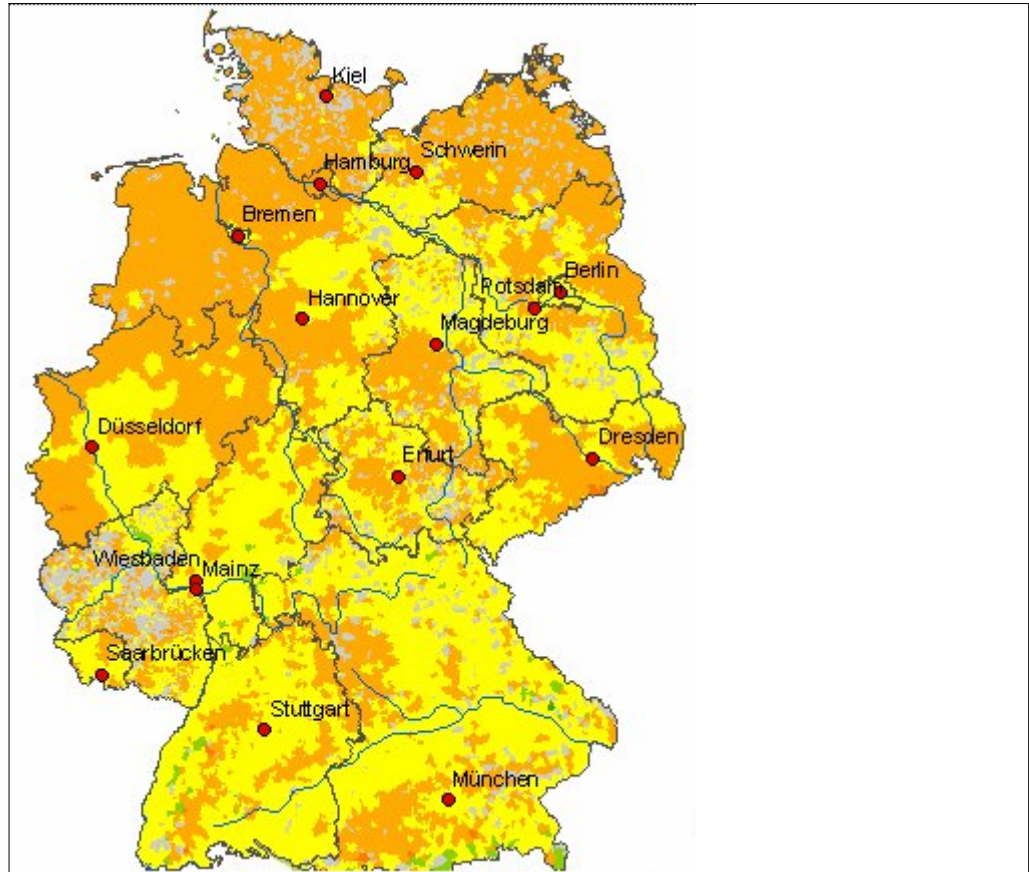 Kiel
Schwerin
Hamburg
Bremen
Berlin
Potsdam
Hannover
Magdeburg
Düsseldorf
Dresden
Erfurt
Wiesbaden
Mainz
Saarbrücken
Stuttgart
München